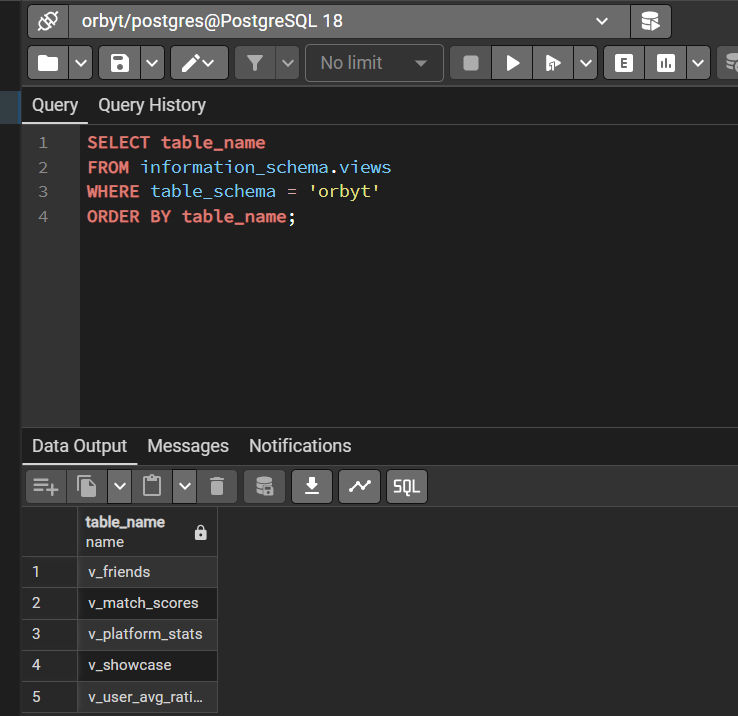 orbyt/postgres@PostgreSQL 18
No limit
E
Query Query History
1 SELECT table_name
2 FROM information_schema.views
3 WHERE table_schema = 'orbyt'
4 ORDER BY table_name;
Data Output Messages Notifications
SQL
table_name
name
1 v_friends
2 v_match_scores
3 v_platform_stats
4 v_showcase
5 v_user_avg_rati...